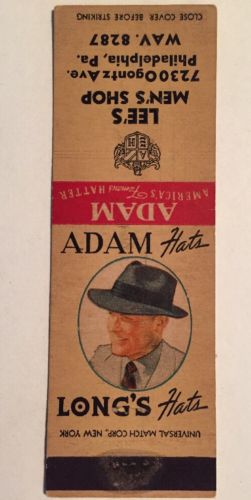 CLOSE COVER BEFORE STRIKING
LEE'S
MEN'S SHOP
7230 Ogontz Ave.
Philadelphia, Pa.
WAV. 8287
ADAM
AMERICA'S Famous HATTER
ADAM Hats
LONG'S Hats
UNIVERSAL MATCH CORP., NEW YORK